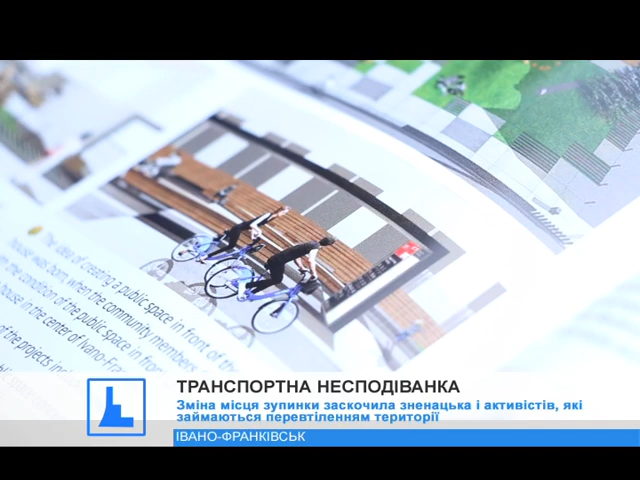 The idea of creating a public space in front of the
house was born, when the community members
the condition of the public space in front
house in the center of Ivano-Fra
of the projects in
ТРАНСПОРТНА НЕСПОДІВАНКА
Зміна місця зупинки заскочила зненацька і активістів, які
займаються перевтіленням території
ІВАНО-ФРАНКІВСЬК